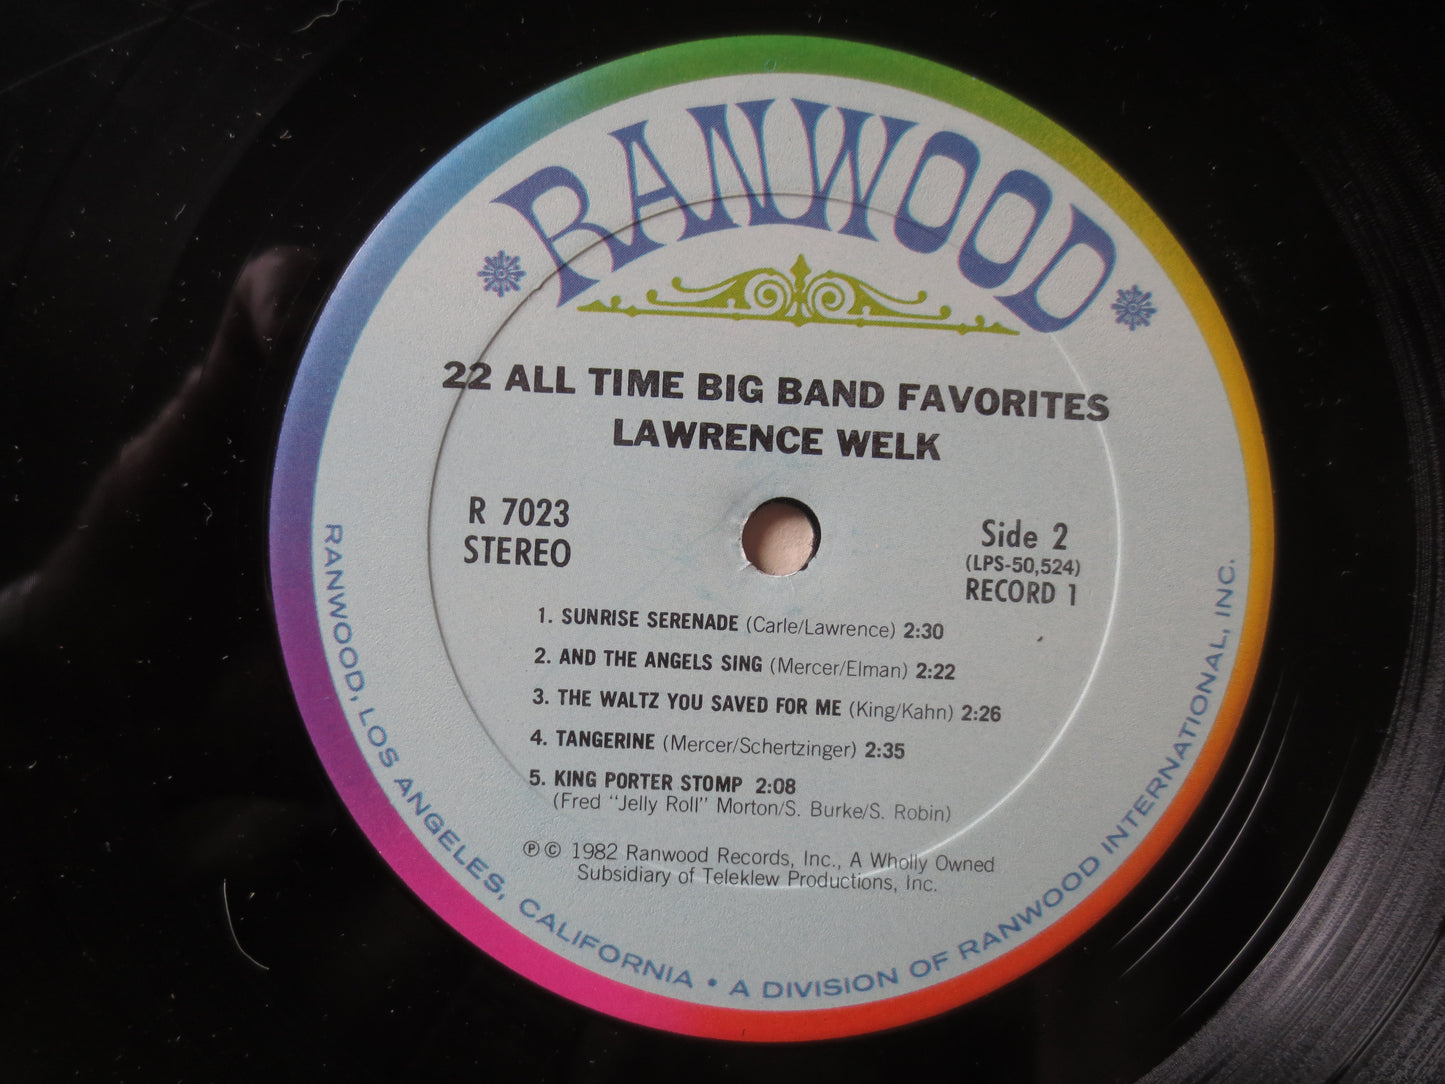 RANWOOD
22 ALL TIME BIG BAND FAVORITES
LAWRENCE WELK
R 7023
STEREO
Side 2
(LPS-50,524)
RECORD 1
1. SUNRISE SERENADE (Carle/Lawrence) 2:30
2. AND THE ANGELS SING (Mercer/Elman) 2:22
3. THE WALTZ YOU SAVED FOR ME (King/Kahn) 2:26
4. TANGERINE (Mercer/Schertzinger) 2:35
5. KING PORTER STOMP 2:08
(Fred "Jelly Roll" Morton/S. Burke/S. Robin)
℗ © 1982 Ranwood Records, Inc., A Wholly Owned
Subsidiary of Teleklew Productions, Inc.
RANWOOD, LOS ANGELES, CALIFORNIA • A DIVISION OF RANWOOD INTERNATIONAL, INC.